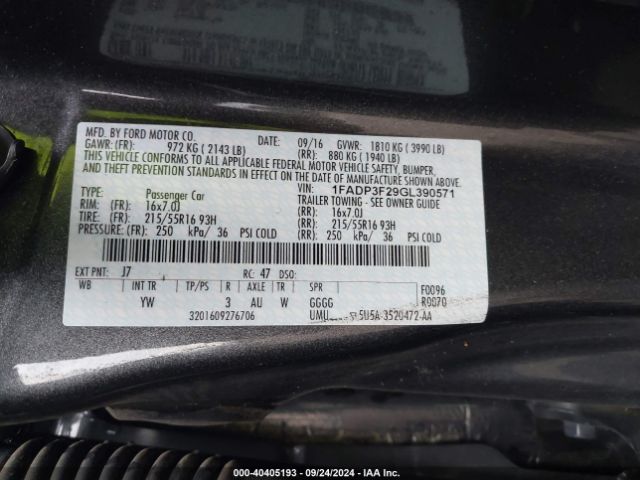 MFD. BY FORD MOTOR CO.
DATE: 09/16 GVWR: 1810 KG ( 3990 LB)
GAWR: (FR): 972 KG ( 2143 LB) (RR): 880 KG ( 1940 LB)
THIS VEHICLE CONFORMS TO ALL APPLICABLE FEDERAL MOTOR VEHICLE SAFETY, BUMPER,
AND THEFT PREVENTION STANDARDS IN EFFECT ON THE DATE OF MANUFACTURE SHOWN ABOVE.
VIN: 1FADP3F29GL390571
TYPE: Passenger Car TRAILER TOWING - SEE OWNER GUIDE
RIM: 16x7.0J 16x7.0J
TIRE: 215/55R16 93H (RR): 215/55R16 93H
PRESSURE: (FR) 250 kPa/ 36 PSI COLD (RR): 250 kPa/ 36 PSI COLD
EXT PNT: J7 RC: 47 DSO:
WB INT TR TP/PS R AXLE TR SPR F0096
YW 3 AU W GGGG R0070
3201609276706 5U5A-3520472-AA
000-40405193 - 09/24/2024 - IAA Inc.